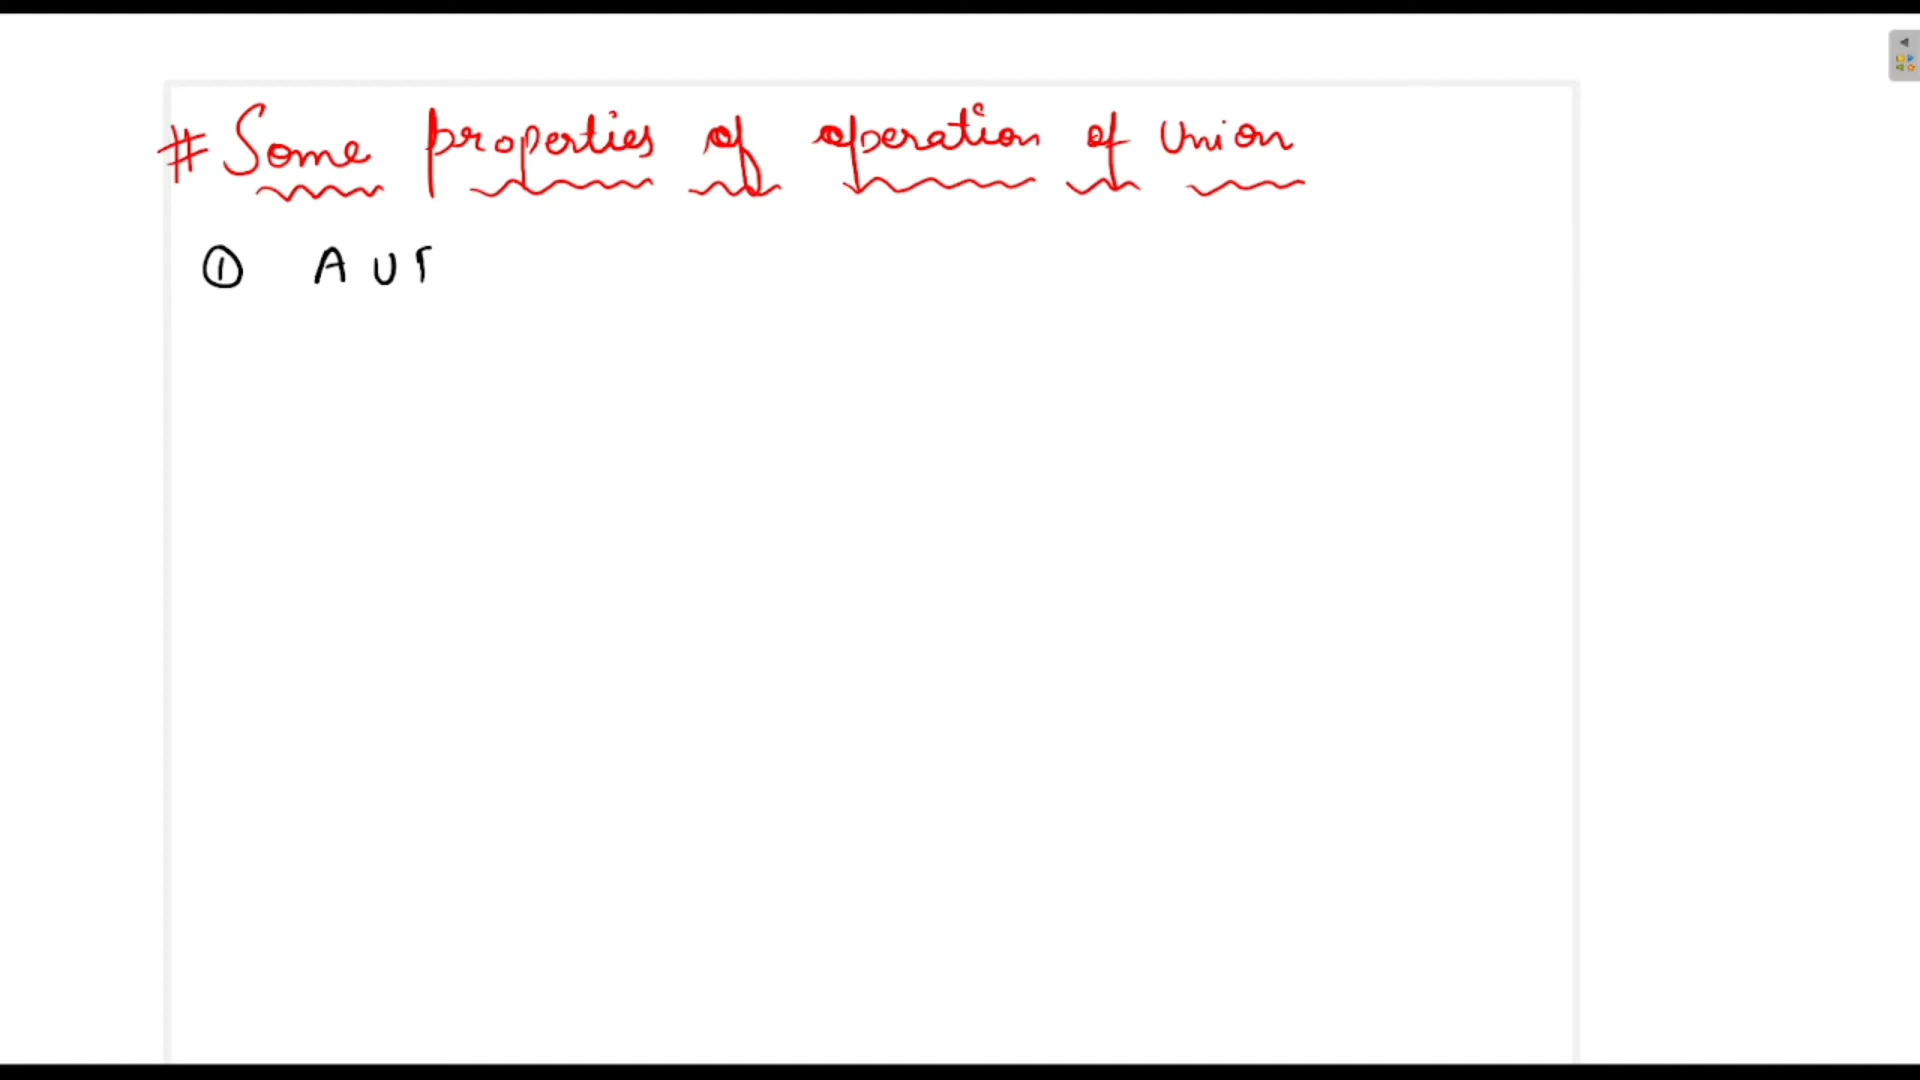 # Some properties of operation of union
① A ∪